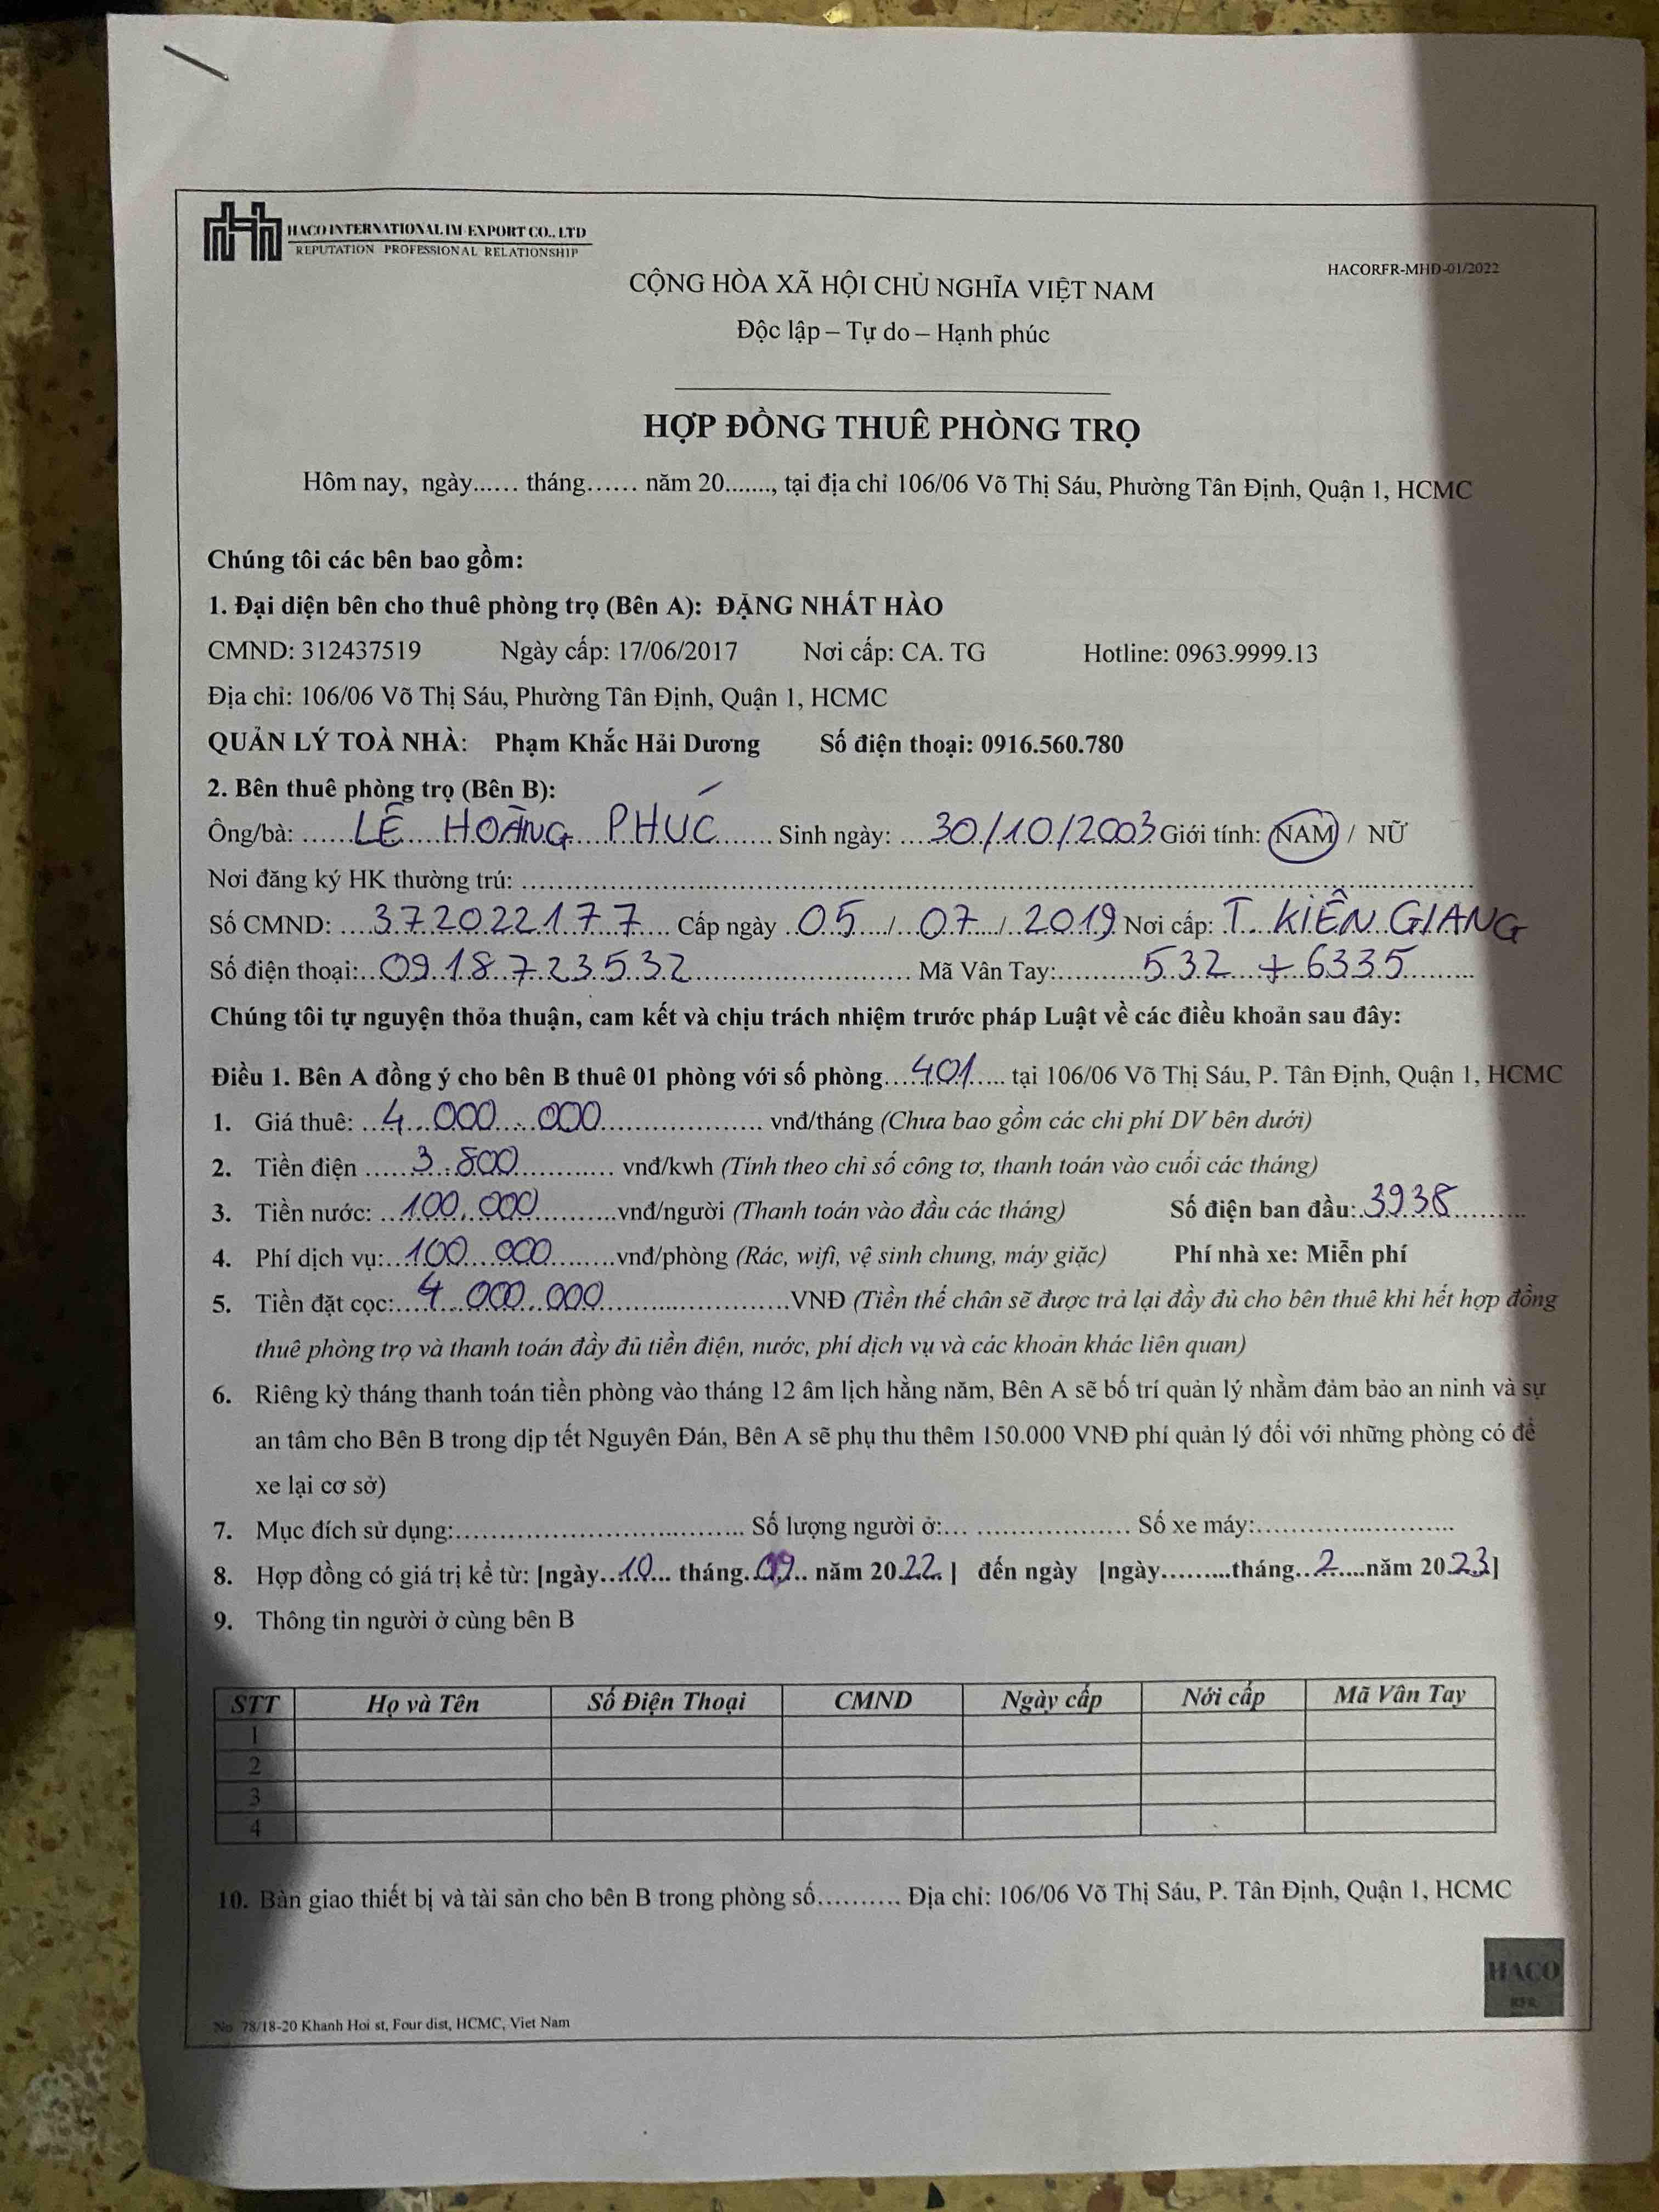 HACO INTERNATIONAL IM-EXPORT CO., LTD
REPUTATION PROFESSIONAL RELATIONSHIP
HACORFR-MHD-01/2022
CỘNG HÒA XÃ HỘI CHỦ NGHĨA VIỆT NAM
Độc lập – Tự do – Hạnh phúc
HỢP ĐỒNG THUÊ PHÒNG TRỌ
Hôm nay, ngày...... tháng...... năm 20......., tại địa chỉ 106/06 Võ Thị Sáu, Phường Tân Định, Quận 1, HCMC
Chúng tôi các bên bao gồm:
1. Đại diện bên cho thuê phòng trọ (Bên A): ĐẶNG NHẤT HÀO
CMND: 312437519 Ngày cấp: 17/06/2017 Nơi cấp: CA. TG Hotline: 0963.9999.13
Địa chỉ: 106/06 Võ Thị Sáu, Phường Tân Định, Quận 1, HCMC
QUẢN LÝ TOÀ NHÀ: Phạm Khắc Hải Dương Số điện thoại: 0916.560.780
2. Bên thuê phòng trọ (Bên B):
Ông/bà: LÊ HOÀNG PHÚC Sinh ngày: 30/10/2003 Giới tính: NAM / NỮ
Nơi đăng ký HK thường trú:
Số CMND: 372022177 Cấp ngày 05 / 07 / 2019 Nơi cấp: T. KIÊN GIANG
Số điện thoại: 0918723532 Mã Vân Tay: 532 + 6335
Chúng tôi tự nguyện thỏa thuận, cam kết và chịu trách nhiệm trước pháp Luật về các điều khoản sau đây:
Điều 1. Bên A đồng ý cho bên B thuê 01 phòng với số phòng 401 tại 106/06 Võ Thị Sáu, P. Tân Định, Quận 1, HCMC
1. Giá thuê: 4.000.000 vnđ/tháng (Chưa bao gồm các chi phí DV bên dưới)
2. Tiền điện 3.800 vnđ/kwh (Tính theo chỉ số công tơ, thanh toán vào cuối các tháng)
3. Tiền nước: 100.000 vnđ/người (Thanh toán vào đầu các tháng) Số điện ban đầu: 3938
4. Phí dịch vụ: 100.000 vnđ/phòng (Rác, wifi, vệ sinh chung, máy giặc) Phí nhà xe: Miễn phí
5. Tiền đặt cọc: 4.000.000 VNĐ (Tiền thế chân sẽ được trả lại đầy đủ cho bên thuê khi hết hợp đồng
thuê phòng trọ và thanh toán đầy đủ tiền điện, nước, phí dịch vụ và các khoản khác liên quan)
6. Riêng kỳ tháng thanh toán tiền phòng vào tháng 12 âm lịch hằng năm, Bên A sẽ bố trí quản lý nhằm đảm bảo an ninh và sự
an tâm cho Bên B trong dịp tết Nguyên Đán, Bên A sẽ phụ thu thêm 150.000 VNĐ phí quản lý đối với những phòng có để
xe lại cơ sở)
7. Mục đích sử dụng: Số lượng người ở: Số xe máy:
8. Hợp đồng có giá trị kể từ: [ngày 10 tháng 09 năm 2022 ] đến ngày [ngày.........tháng 2 năm 2023]
9. Thông tin người ở cùng bên B
STT Họ và Tên Số Điện Thoại CMND Ngày cấp Nới cấp Mã Vân Tay
1
2
3
4
10. Bàn giao thiết bị và tài sản cho bên B trong phòng số.......... Địa chỉ: 106/06 Võ Thị Sáu, P. Tân Định, Quận 1, HCMC
HACO
RFR
No 78/18-20 Khanh Hoi st, Four dist, HCMC, Viet Nam